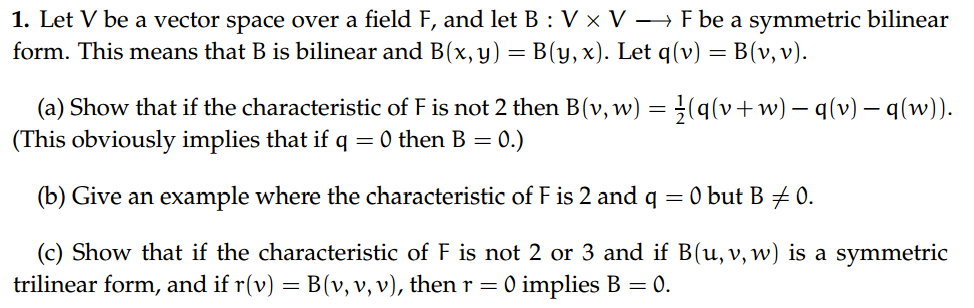 1. Let V be a vector space over a field F, and let B : V × V ⟶ F be a symmetric bilinear
form. This means that B is bilinear and B(x, y) = B(y, x). Let q(v) = B(v, v).
(a) Show that if the characteristic of F is not 2 then B(v, w) = ½(q(v + w) − q(v) − q(w)).
(This obviously implies that if q = 0 then B = 0.)
(b) Give an example where the characteristic of F is 2 and q = 0 but B ≠ 0.
(c) Show that if the characteristic of F is not 2 or 3 and if B(u, v, w) is a symmetric
trilinear form, and if r(v) = B(v, v, v), then r = 0 implies B = 0.